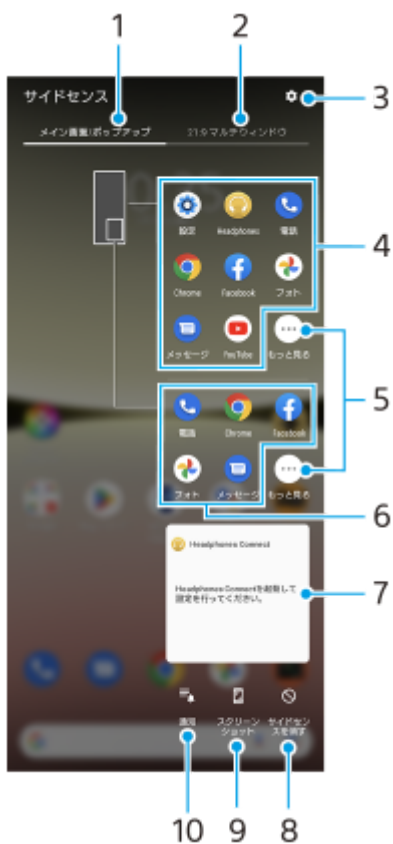 1
2
サイドセンス
3
メイン画面/ポップアップ
21:9マルチウィンドウ
設定
Headphones
電話
4
Chrome
Facebook
フォト
メッセージ
YouTube
もっと見る
5
電話
Chrome
Facebook
フォト
メッセージ
もっと見る
6
Headphones Connect
Headphones Connectを起動して
設定を行ってください。
7
通知
スクリーン
ショット
サイドセン
スを消す
10
9
8